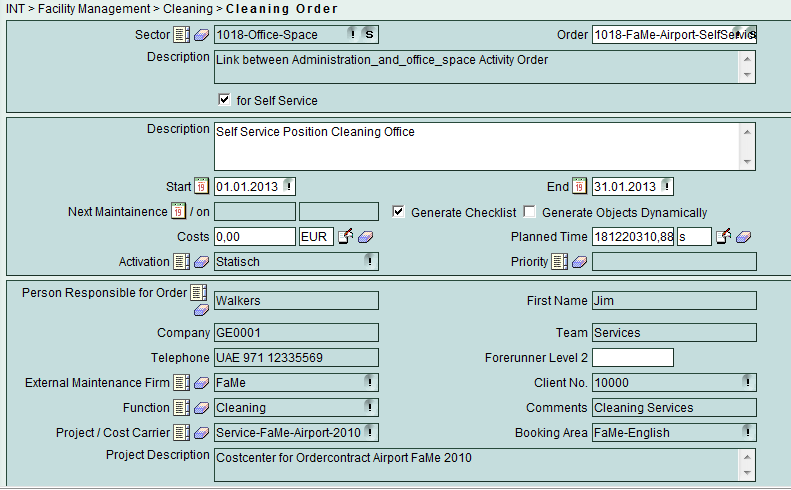 INT > Facility Management > Cleaning > Cleaning Order
Sector 1018-Office-Space ! S Order 1018-FaMe-Airport-SelfServic ! S
Description Link between Administration_and_office_space Activity Order
for Self Service
Description Self Service Position Cleaning Office
Start 19 01.01.2013 ! End 19 31.01.2013 !
Next Maintainence 19 / on Generate Checklist Generate Objects Dynamically
Costs 0,00 EUR Planned Time 181220310,88 s
Activation Statisch ! Priority
Person Responsible for Order Walkers First Name Jim
Company GE0001 Team Services
Telephone UAE 971 12335569 Forerunner Level 2
External Maintenance Firm FaMe ! Client No. 10000 !
Function Cleaning ! Comments Cleaning Services
Project / Cost Carrier Service-FaMe-Airport-2010 ! Booking Area FaMe-English !
Project Description Costcenter for Ordercontract Airport FaMe 2010